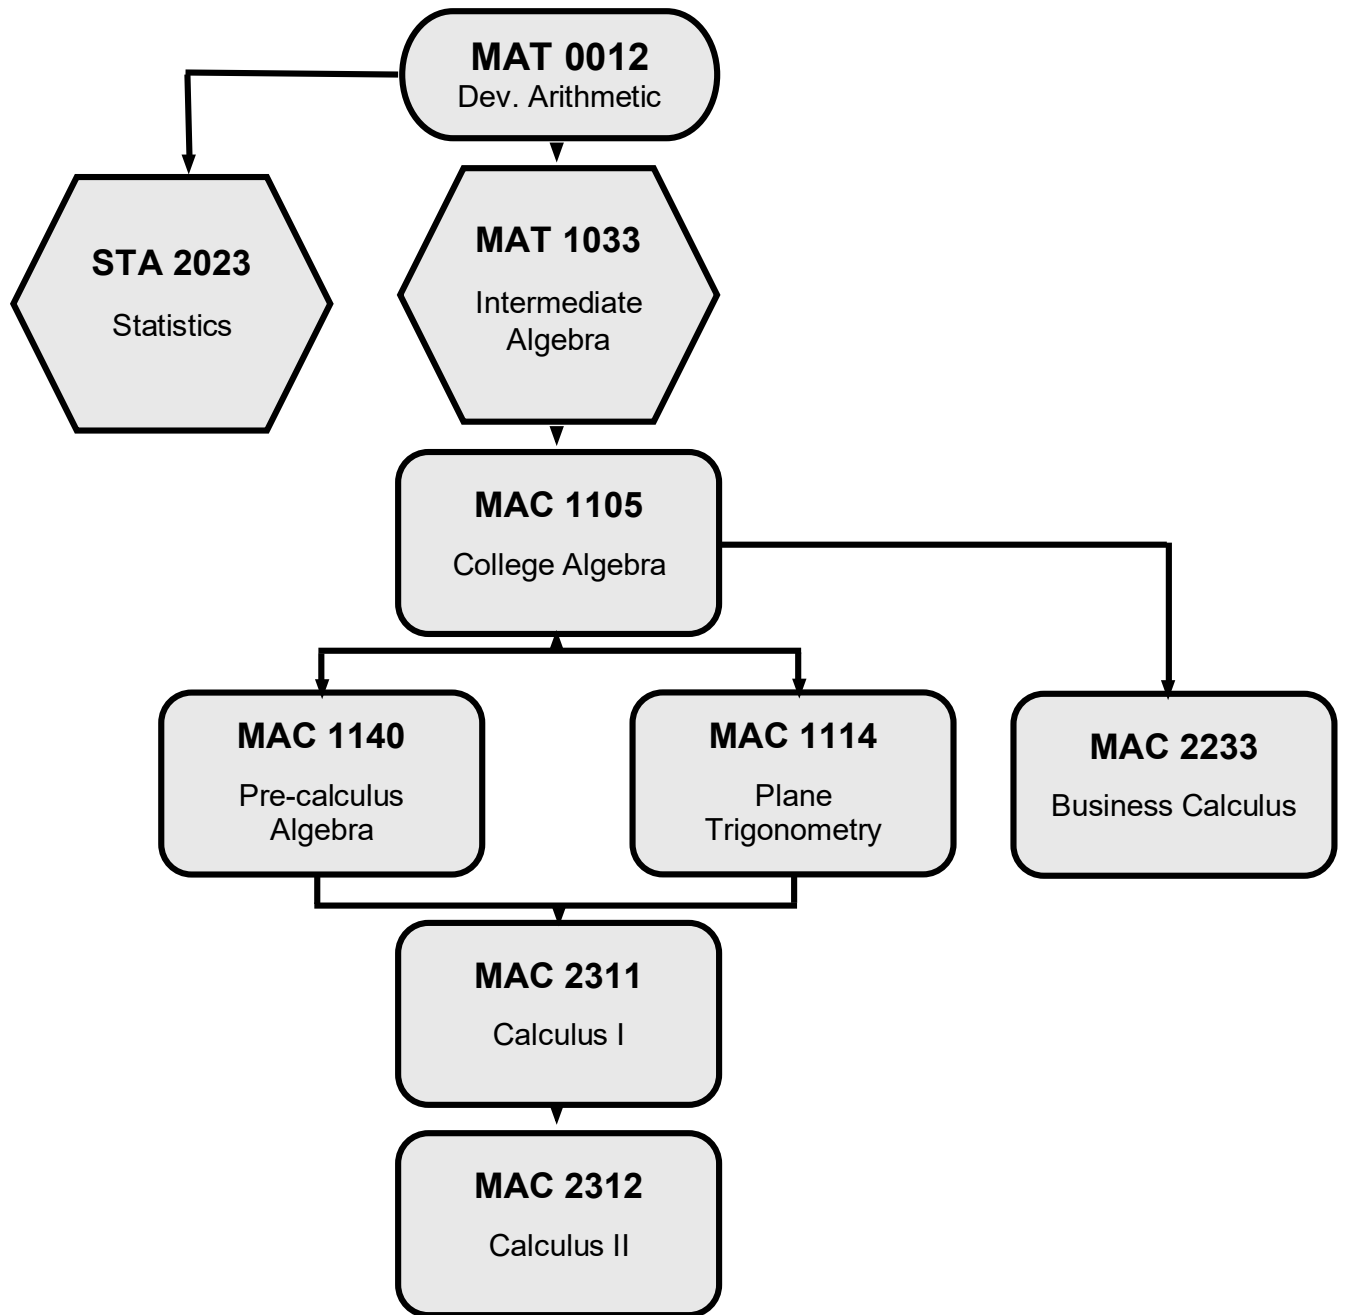 MAT 0012
Dev. Arithmetic
STA 2023
Statistics
MAT 1033
Intermediate
Algebra
MAC 1105
College Algebra
MAC 1140
Pre-calculus
Algebra
MAC 1114
Plane
Trigonometry
MAC 2233
Business Calculus
MAC 2311
Calculus I
MAC 2312
Calculus II